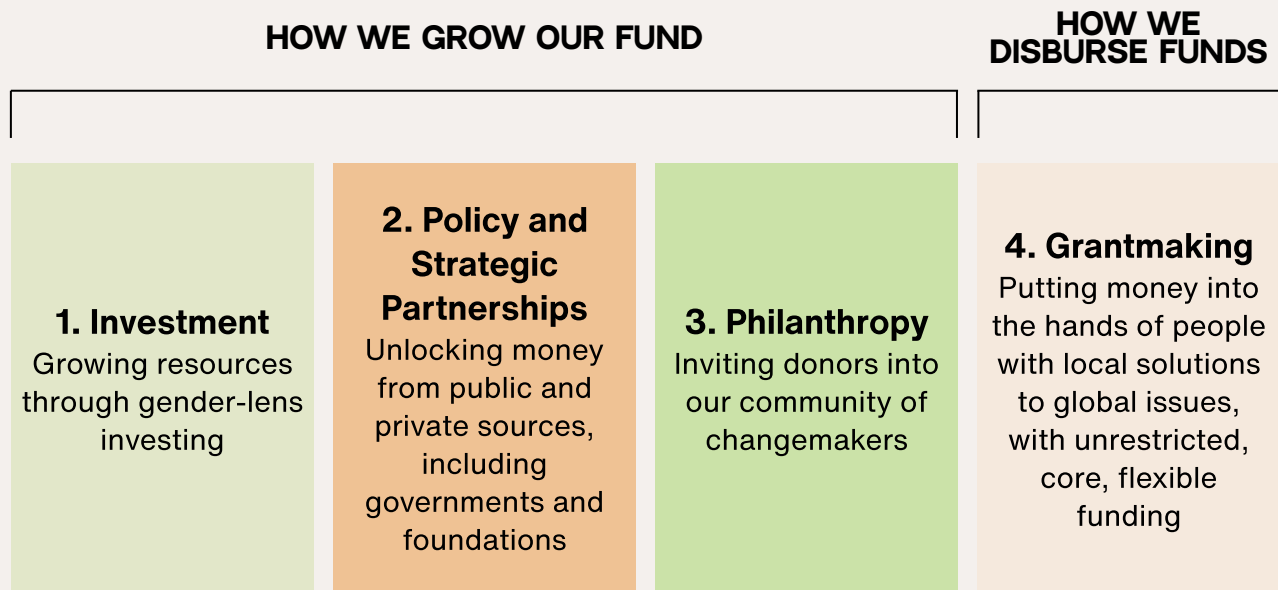 HOW WE GROW OUR FUND
HOW WE
DISBURSE FUNDS
1. Investment
Growing resources
through gender-lens
investing
2. Policy and
Strategic
Partnerships
Unlocking money
from public and
private sources,
including
governments and
foundations
3. Philanthropy
Inviting donors into
our community of
changemakers
4. Grantmaking
Putting money into
the hands of people
with local solutions
to global issues,
with unrestricted,
core, flexible
funding